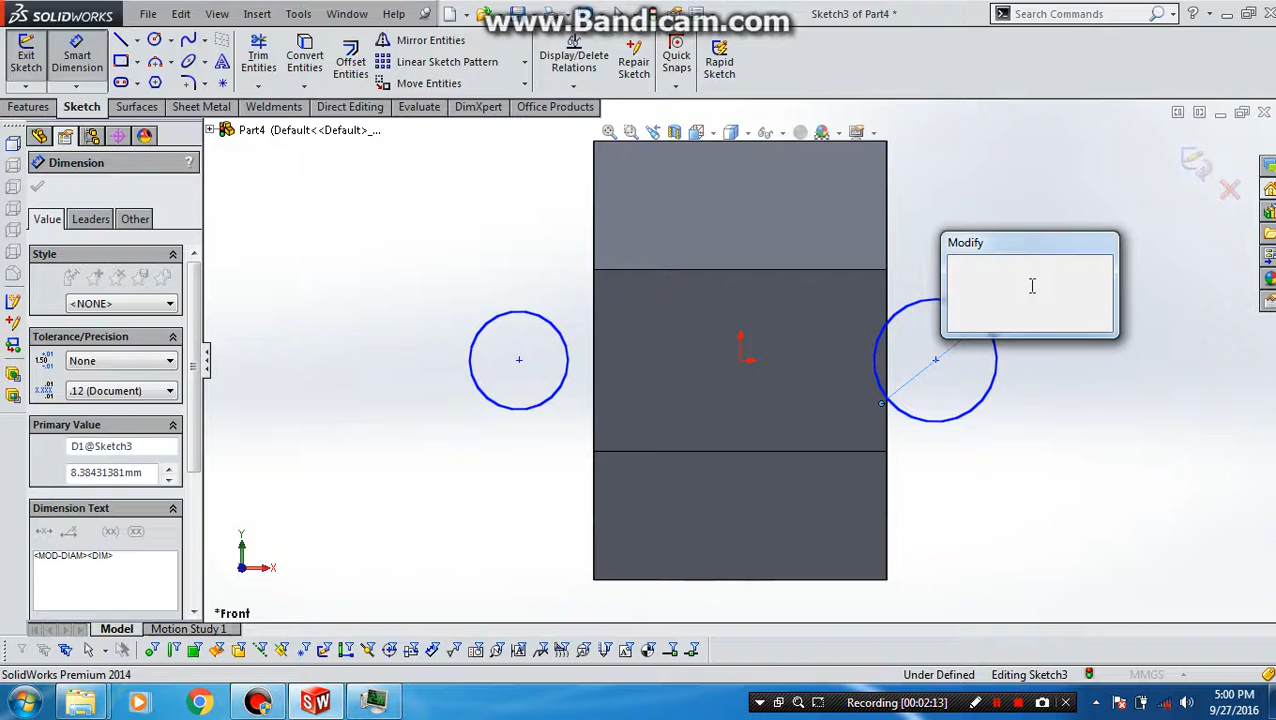 SOLIDWORKS
File
Edit
View
Insert
Tools
Window
Help
www.Bandicam.com
Sketch3 of Part4 *
Search Commands
Exit
Sketch
Smart
Dimension
Trim
Entities
Convert
Entities
Offset
Entities
Mirror Entities
Linear Sketch Pattern
Move Entities
Display/Delete
Relations
Repair
Sketch
Quick
Snaps
Rapid
Sketch
Features
Sketch
Surfaces
Sheet Metal
Weldments
Direct Editing
Evaluate
DimXpert
Office Products
Part4 (Default<<Default>_...
Dimension
?
Value
Leaders
Other
Style
<NONE>
Tolerance/Precision
None
.12 (Document)
Primary Value
D1@Sketch3
8.38431381mm
Dimension Text
<MOD-DIAM><DIM>
Modify
Y
X
*Front
Model
Motion Study 1
SolidWorks Premium 2014
Under Defined
Editing Sketch3
MMGS
Recording [00:02:13]
5:00 PM
9/27/2016